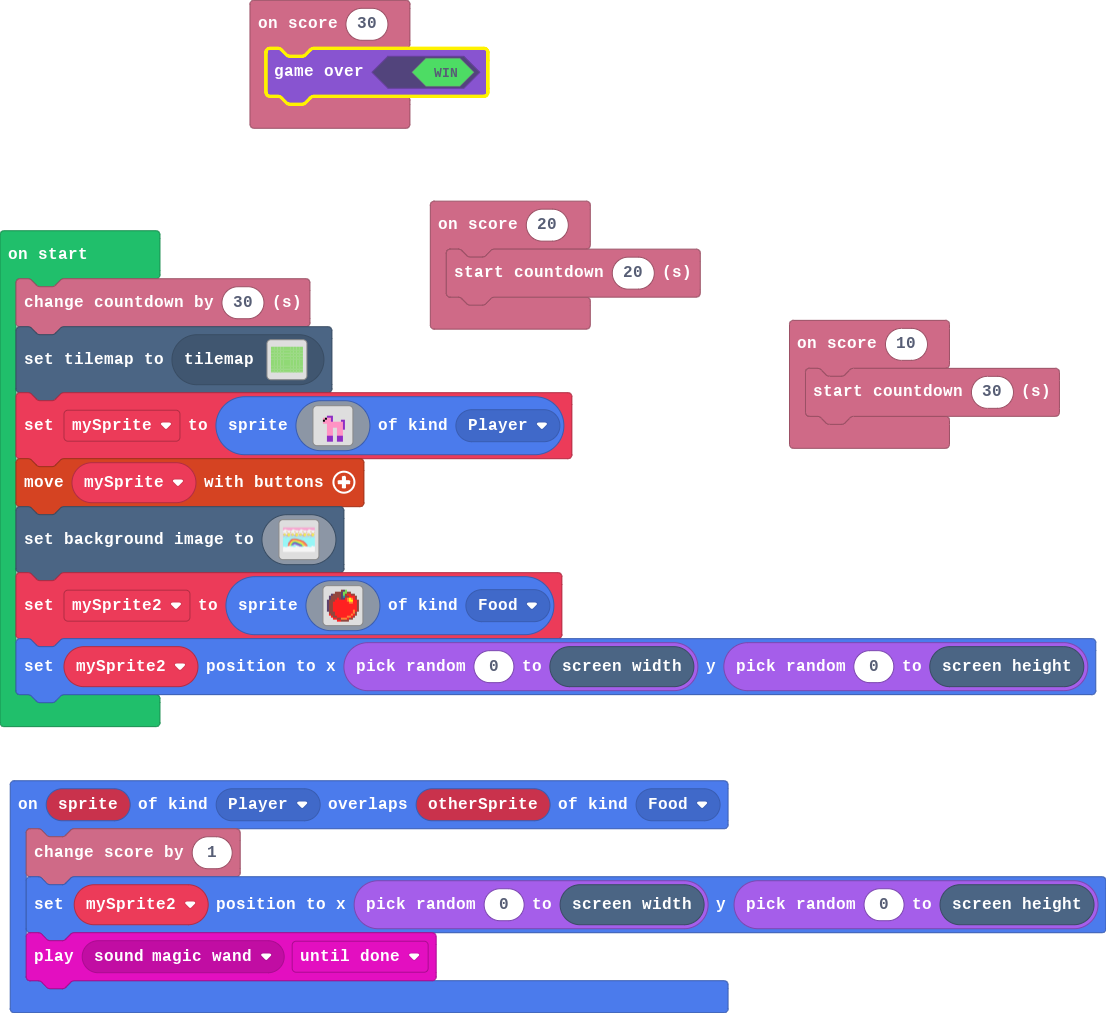 on score 30
game over WIN
on score 20
start countdown 20 (s)
on start
change countdown by 30 (s)
set tilemap to tilemap
set mySprite to sprite of kind Player
move mySprite with buttons
set background image to
set mySprite2 to sprite of kind Food
set mySprite2 position to x pick random 0 to screen width y pick random 0 to screen height
on score 10
start countdown 30 (s)
on sprite of kind Player overlaps otherSprite of kind Food
change score by 1
set mySprite2 position to x pick random 0 to screen width y pick random 0 to screen height
play sound magic wand until done